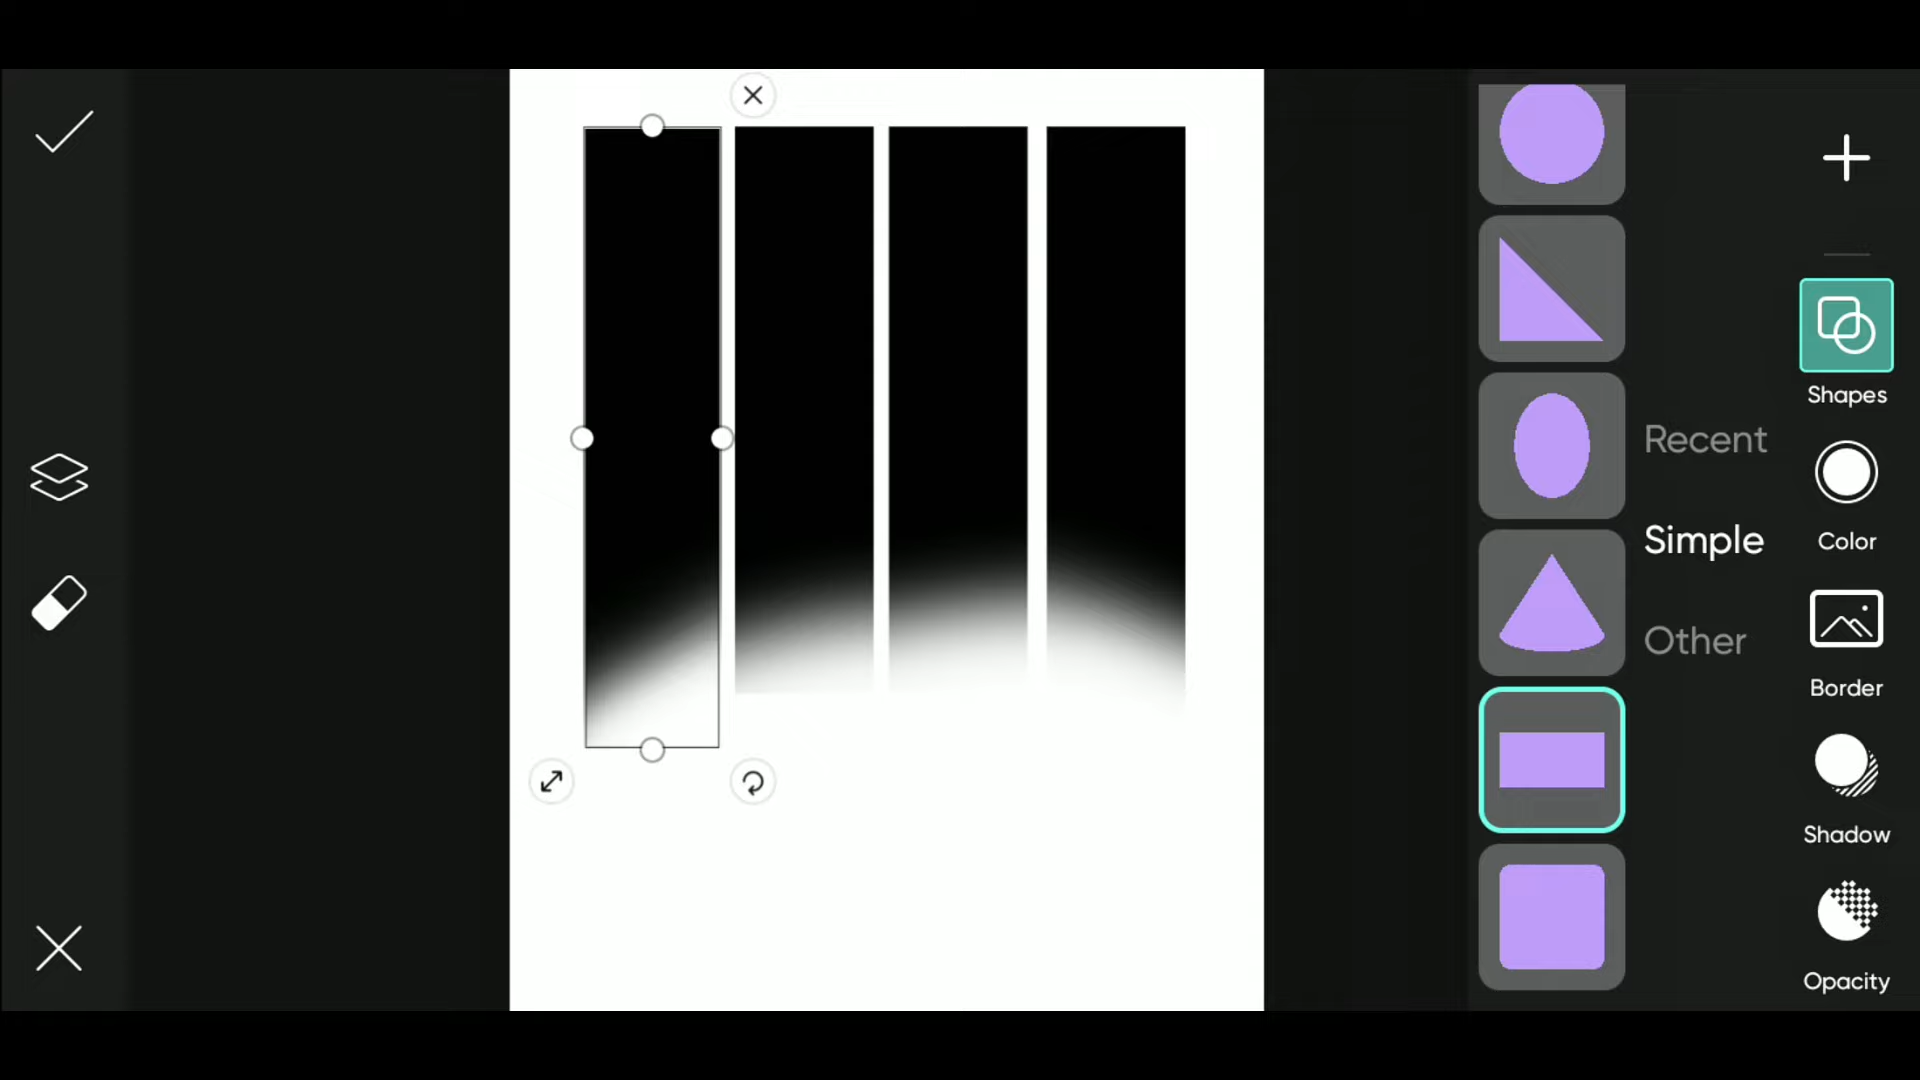 Shapes
Recent
Simple
Color
Other
Border
Shadow
Opacity